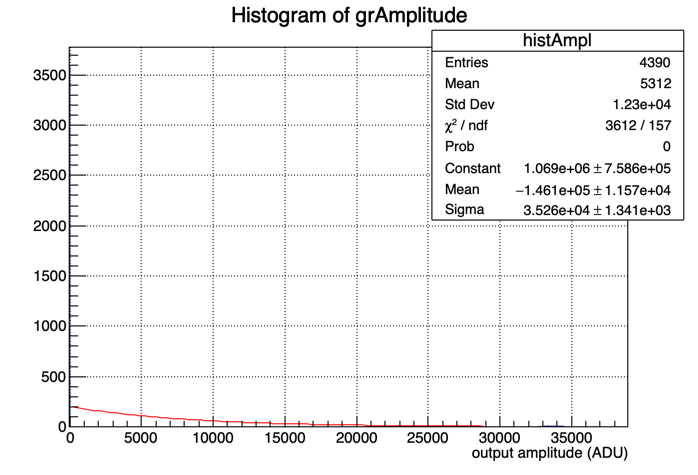 Histogram of grAmplitude
histAmpl
Entries 4390
Mean 5312
Std Dev 1.23e+04
χ² / ndf 3612 / 157
Prob 0
Constant 1.069e+06 ± 7.586e+05
Mean −1.461e+05 ± 1.157e+04
Sigma 3.526e+04 ± 1.341e+03
3500
3000
2500
2000
1500
1000
500
0
0 5000 10000 15000 20000 25000 30000 35000
output amplitude (ADU)